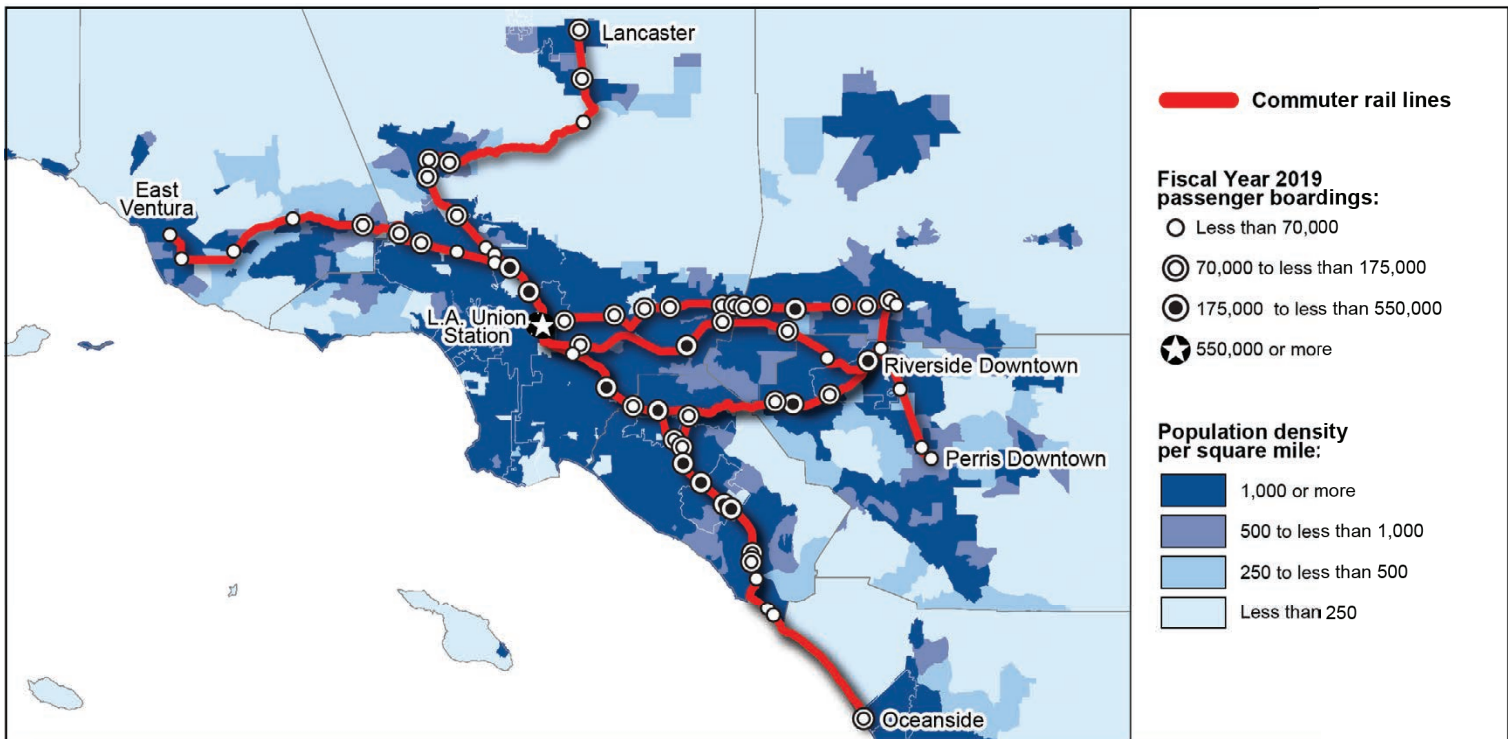 Lancaster
East
Ventura
L.A. Union
Station
Riverside Downtown
Perris Downtown
Oceanside
Commuter rail lines
Fiscal Year 2019
passenger boardings:
Less than 70,000
70,000 to less than 175,000
175,000 to less than 550,000
550,000 or more
Population density
per square mile:
1,000 or more
500 to less than 1,000
250 to less than 500
Less than 250